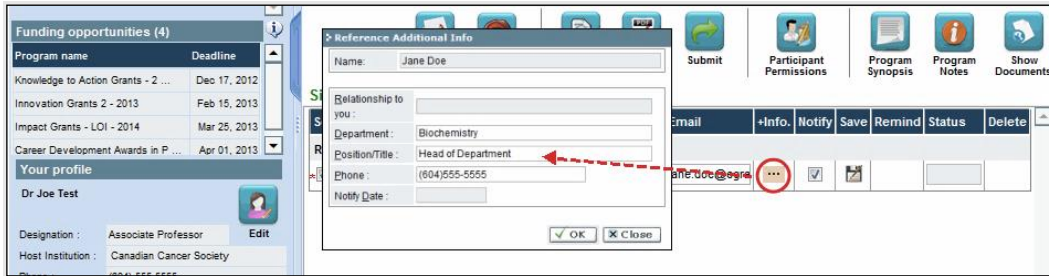 Funding opportunities (4)
Program name Deadline
Knowledge to Action Grants - 2 ... Dec 17, 2012
Innovation Grants 2 - 2013 Feb 15, 2013
Impact Grants - LOI - 2014 Mar 25, 2013
Career Development Awards in P ... Apr 01, 2013
Your profile
Dr Joe Test
Edit
Designation : Associate Professor
Host Institution : Canadian Cancer Society
Reference Additional Info
Name: Jane Doe
Relationship to
you :
Department : Biochemistry
Position/Title : Head of Department
Phone : (604)555-5555
Notify Date :
OK Close
Submit
Participant
Permissions
Program
Synopsis
Program
Notes
Show
Documents
+Info. Notify Save Remind Status Delete